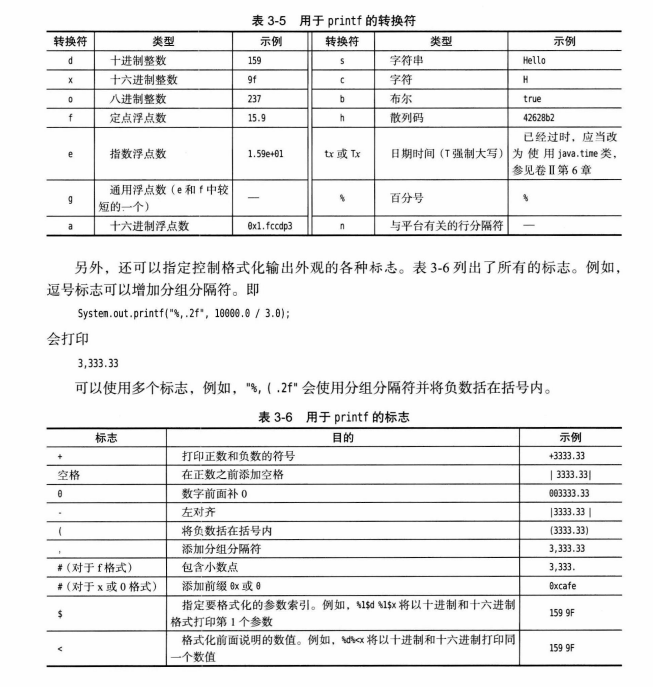 表 3-5 用于 printf 的转换符
转换符 类型 示例 转换符 类型 示例
d 十进制整数 159 s 字符串 Hello
x 十六进制整数 9f c 字符 H
o 八进制整数 237 b 布尔 true
f 定点浮点数 15.9 h 散列码 42628b2
e 指数浮点数 1.59e+01 tx 或 Tx 日期时间（T 强制大写） 已经过时，应当改
为 使 用 java.time 类，
参见卷Ⅱ第 6 章
g 通用浮点数（e 和 f 中较
短的一个） — % 百分号 %
a 十六进制浮点数 0x1.fccdp3 n 与平台有关的行分隔符 —
另外，还可以指定控制格式化输出外观的各种标志。表 3-6 列出了所有的标志。例如，
逗号标志可以增加分组分隔符。即
System.out.printf("%,.2f", 10000.0 / 3.0);
会打印
3,333.33
可以使用多个标志，例如，"%, ( .2f" 会使用分组分隔符并将负数括在括号内。
表 3-6 用于 printf 的标志
标志 目的 示例
+ 打印正数和负数的符号 +3333.33
空格 在正数之前添加空格 | 3333.33|
0 数字前面补 0 003333.33
- 左对齐 |3333.33 |
( 将负数括在括号内 (3333.33)
, 添加分组分隔符 3,333.33
#（对于 f 格式） 包含小数点 3,333.
#（对于 x 或 0 格式） 添加前缀 0x 或 0 0xcafe
$ 指定要格式化的参数索引。例如，%1$d %1$x 将以十进制和十六进制
格式打印第 1 个参数 159 9F
< 格式化前面说明的数值。例如，%d%<x 将以十进制和十六进制打印同
一个数值 159 9F